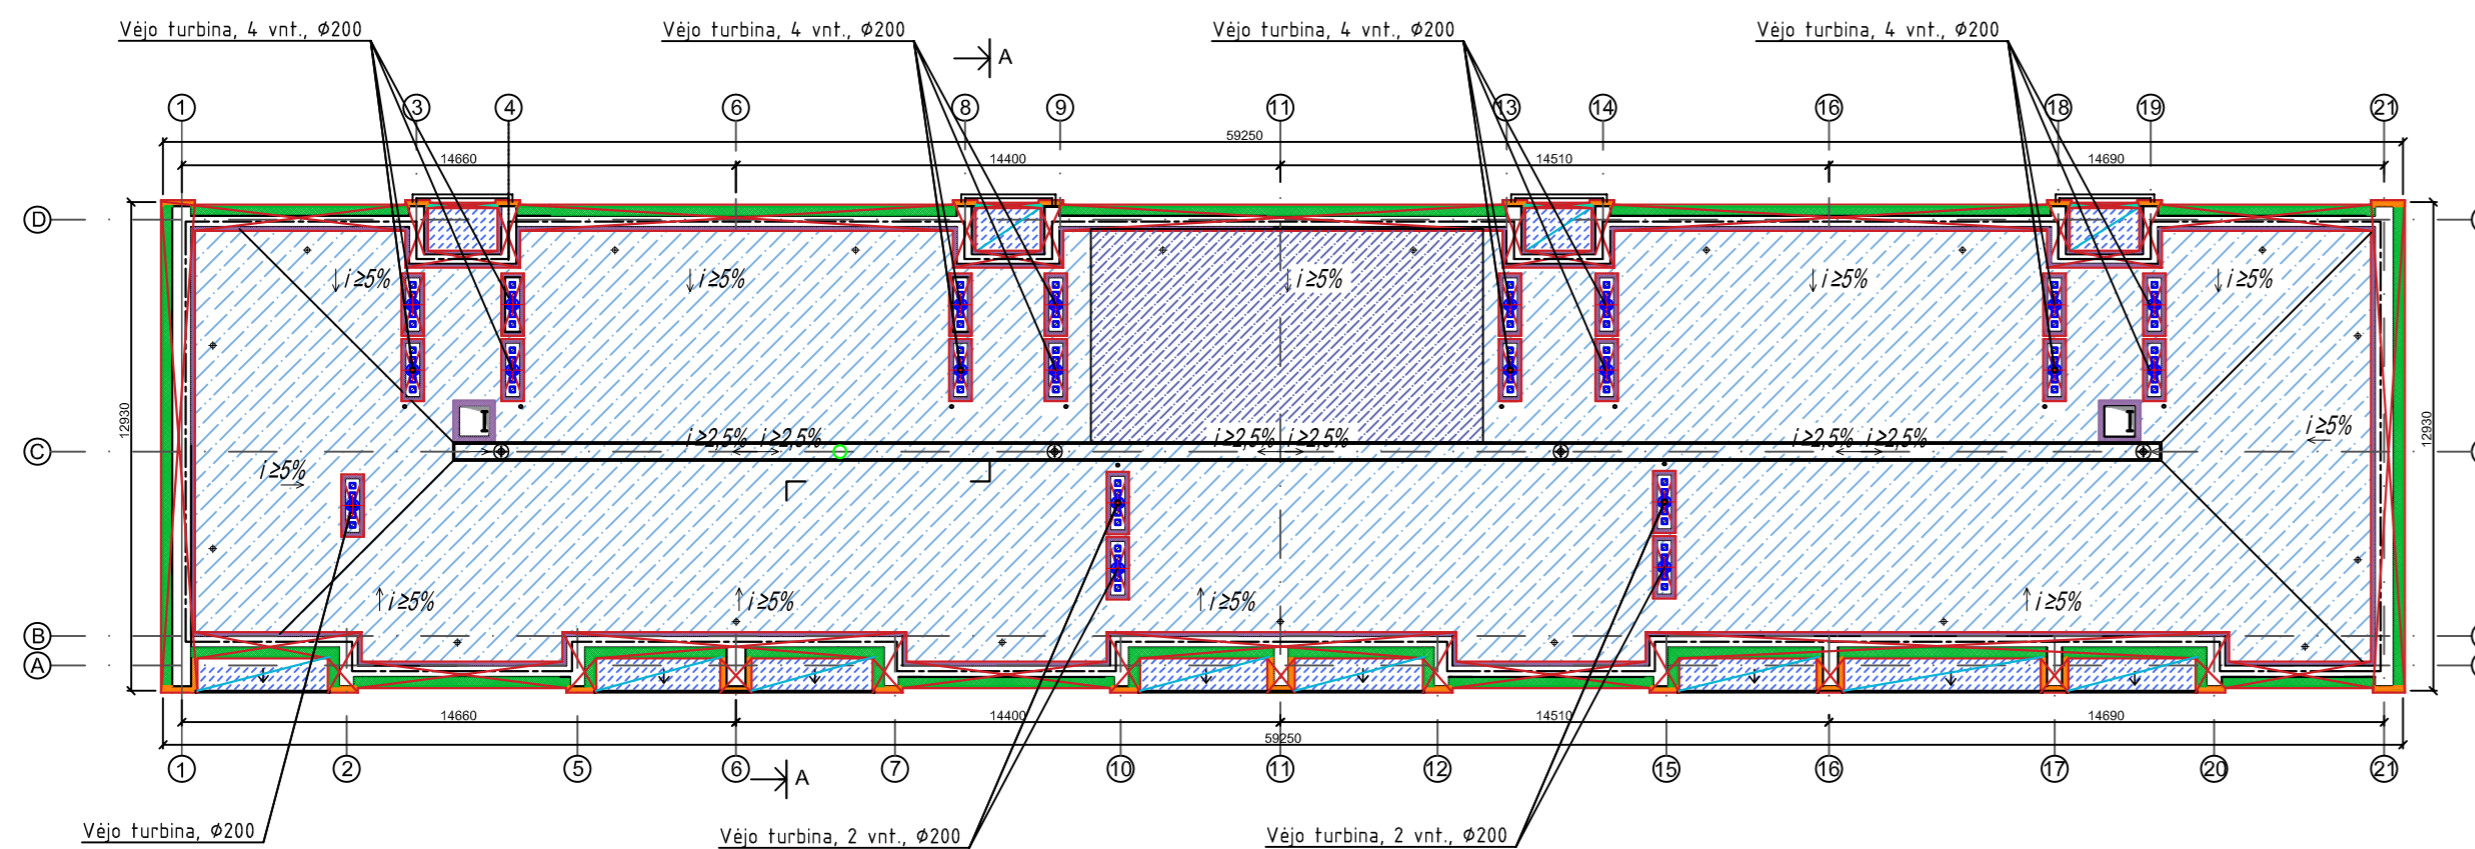 Vėjo turbina, 4 vnt., Ø200
Vėjo turbina, 4 vnt., Ø200
Vėjo turbina, 4 vnt., Ø200
Vėjo turbina, 4 vnt., Ø200
A
1 3 4 6 8 9 11 13 14 16 18 19 21
59250
14660 14400 14510 14690
D
i≥5% i≥5% i≥5% i≥5% i≥5%
12930 12930
i≥2,5% i≥2,5% i≥2,5% i≥2,5% i≥2,5% i≥2,5% i≥5%
C
i≥5%
i≥5% i≥5% i≥5% i≥5%
B
A
14660 14400 14510 14690
59250
1 2 5 6 7 10 11 12 15 16 17 20 21
A
Vėjo turbina, Ø200
Vėjo turbina, 2 vnt., Ø200
Vėjo turbina, 2 vnt., Ø200